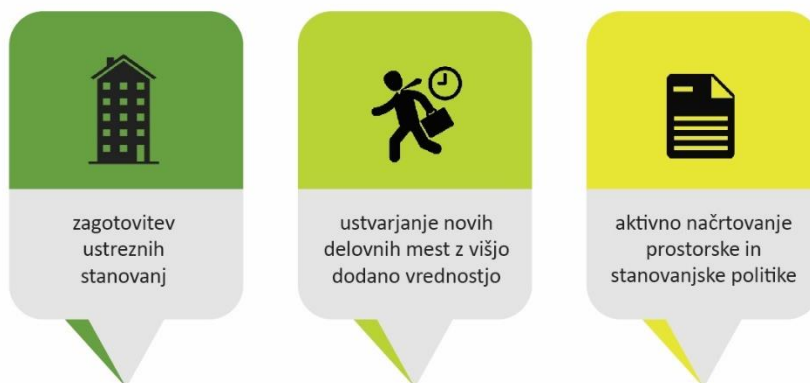 zagotovitev
ustreznih
stanovanj
ustvarjanje novih
delovnih mest z višjo
dodano vrednostjo
aktivno načrtovanje
prostorske in
stanovanjske politike